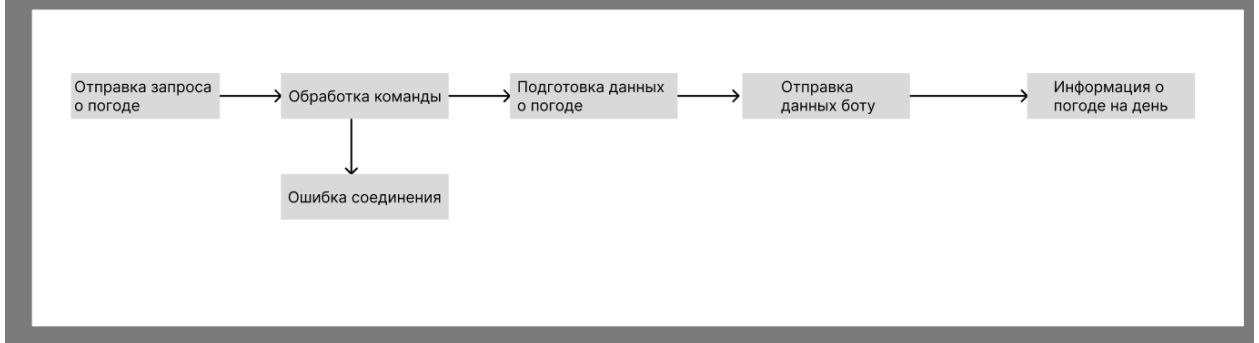 Отправка запроса
о погоде
Обработка команды
Подготовка данных
о погоде
Отправка
данных боту
Информация о
погоде на день
Ошибка соединения